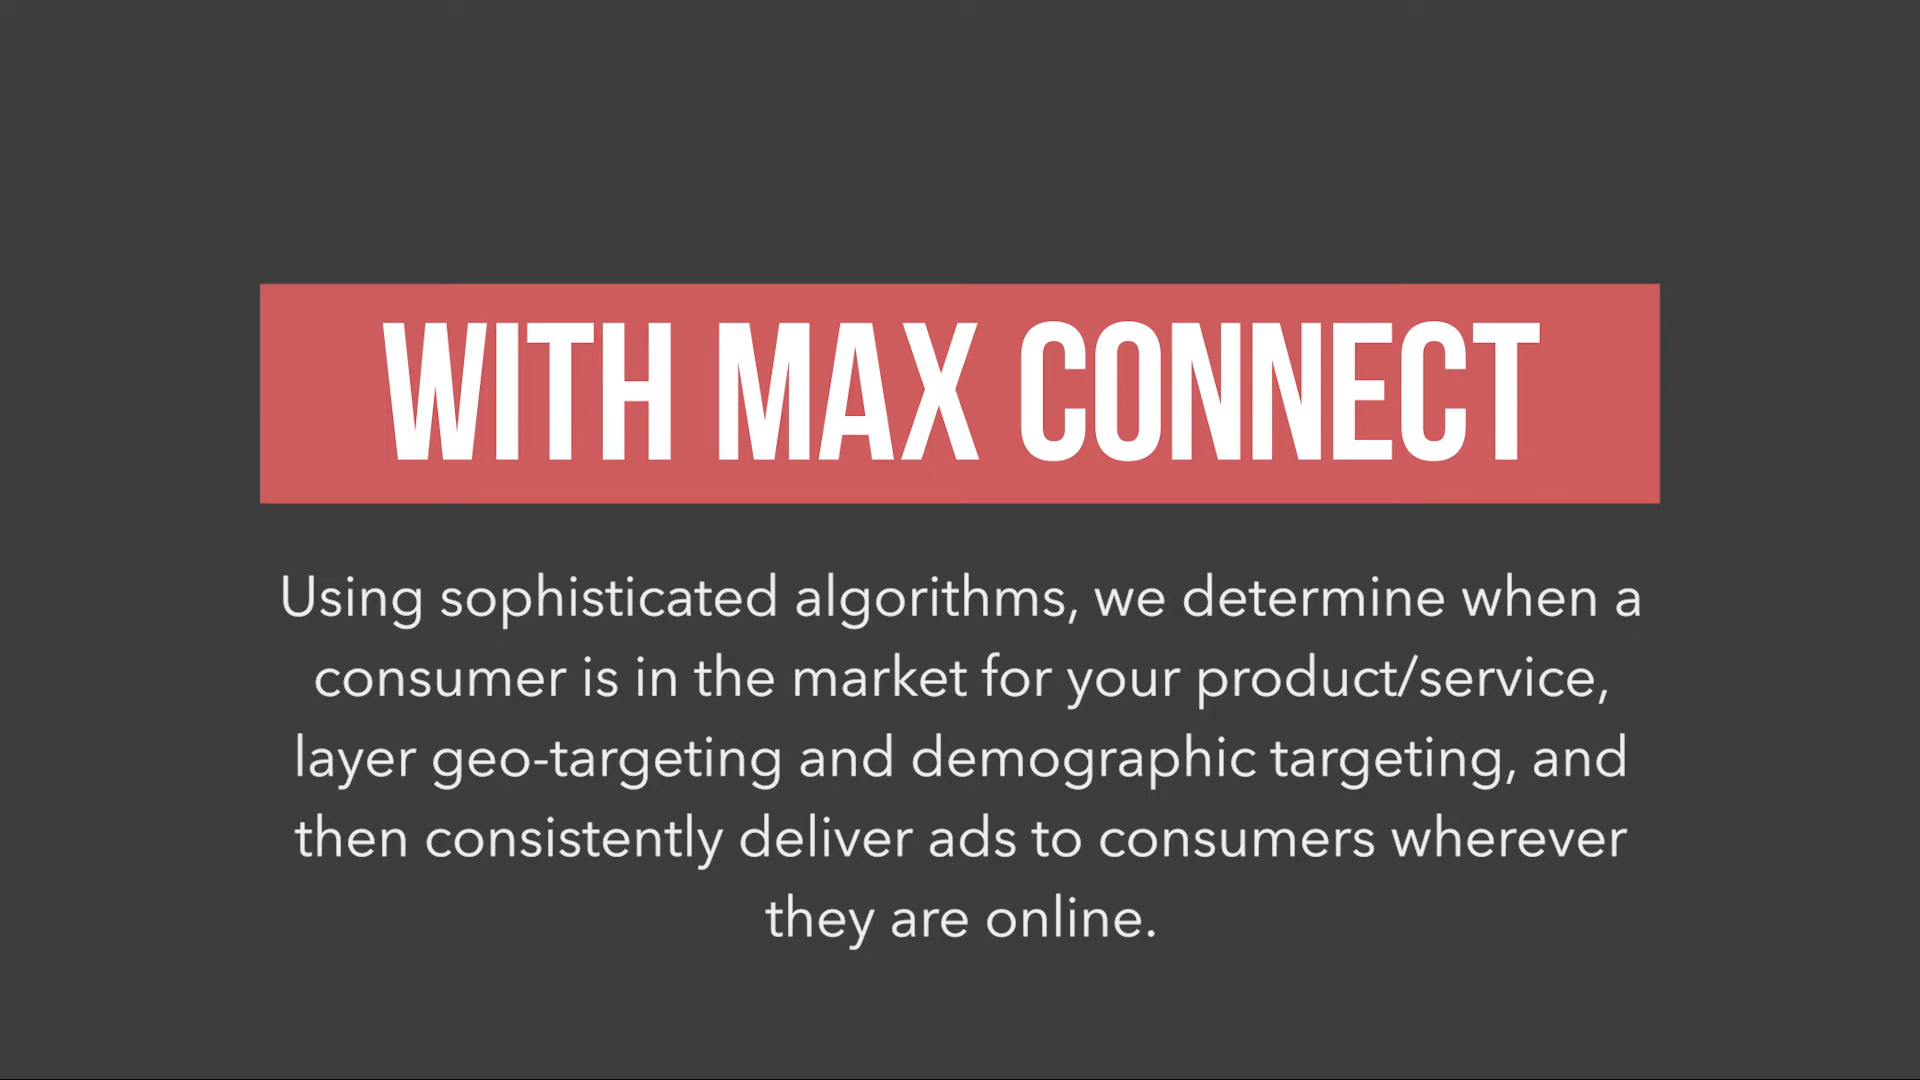 WITH MAX CONNECT
Using sophisticated algorithms, we determine when a
consumer is in the market for your product/service,
layer geo-targeting and demographic targeting, and
then consistently deliver ads to consumers wherever
they are online.